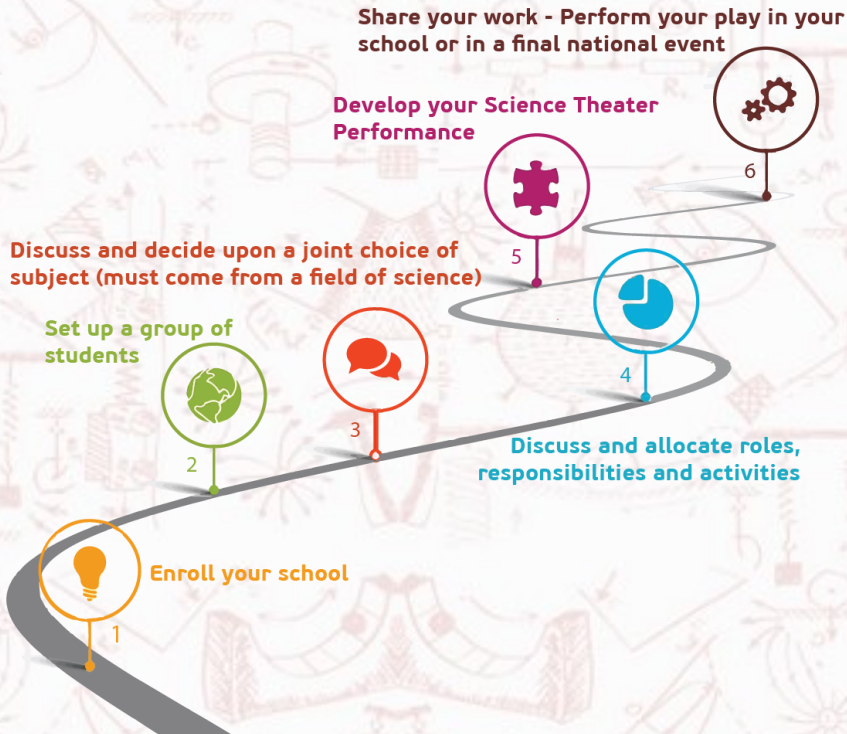 Share your work - Perform your play in your
school or in a final national event
Develop your Science Theater
Performance
6
5
Discuss and decide upon a joint choice of
subject (must come from a field of science)
Set up a group of
students
4
3
Discuss and allocate roles,
responsibilities and activities
2
Enroll your school
1